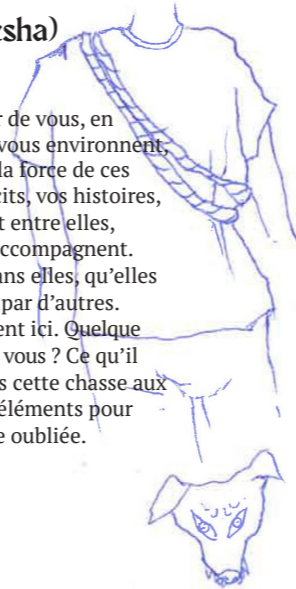 csha)
r de vous, en
vous environnent,
la force de ces
cits, vos histoires,
t entre elles,
ccompagnent.
ans elles, qu'elles
par d'autres.
ent ici. Quelque
vous ? Ce qu'il
s cette chasse aux
éléments pour
e oubliée.